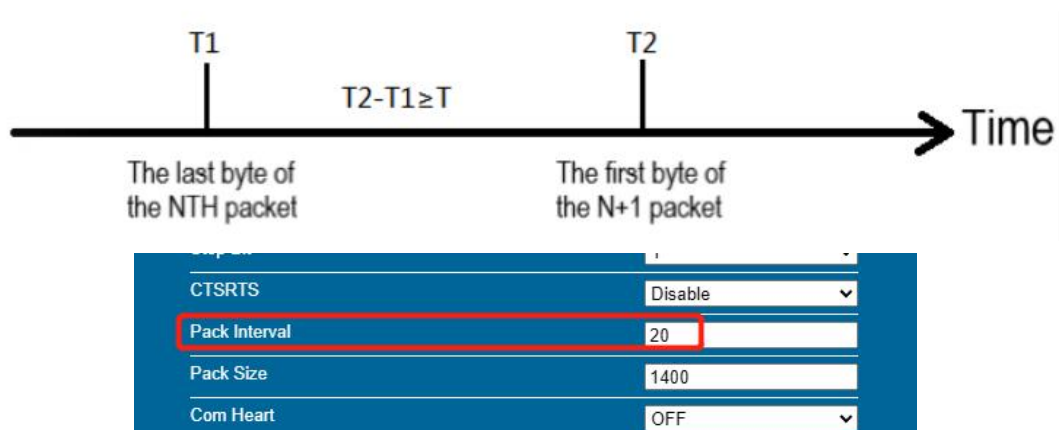 T1
T2
T2-T1≥T
Time
The last byte of
the NTH packet
The first byte of
the N+1 packet
CTSRTS
Disable
Pack Interval
20
Pack Size
1400
Com Heart
OFF